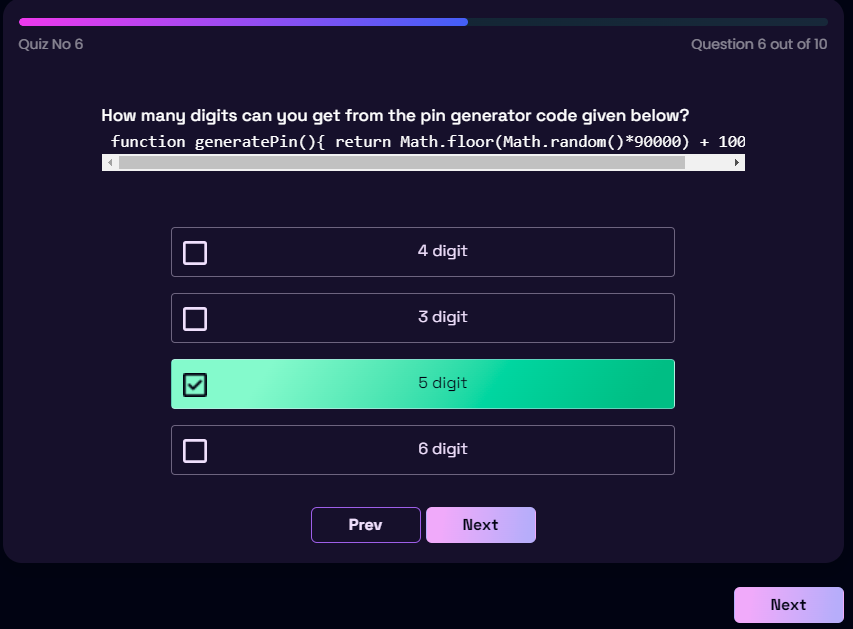 Quiz No 6
Question 6 out of 10
How many digits can you get from the pin generator code given below?
function generatePin(){ return Math.floor(Math.random()*90000) + 100
4 digit
3 digit
5 digit
6 digit
Prev
Next
Next